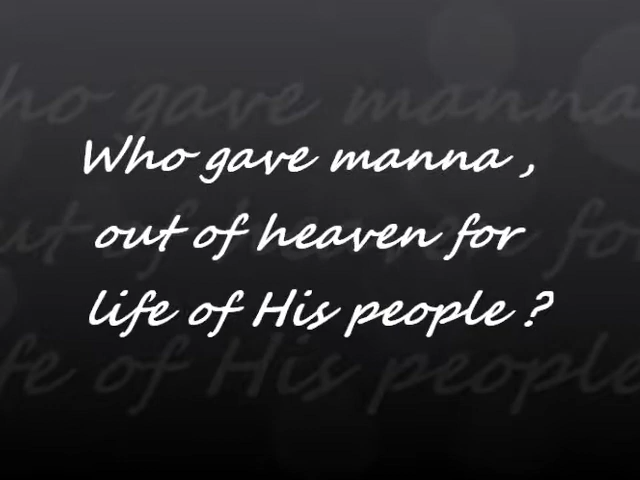 Who gave manna ,
out of heaven for
life of His people ?